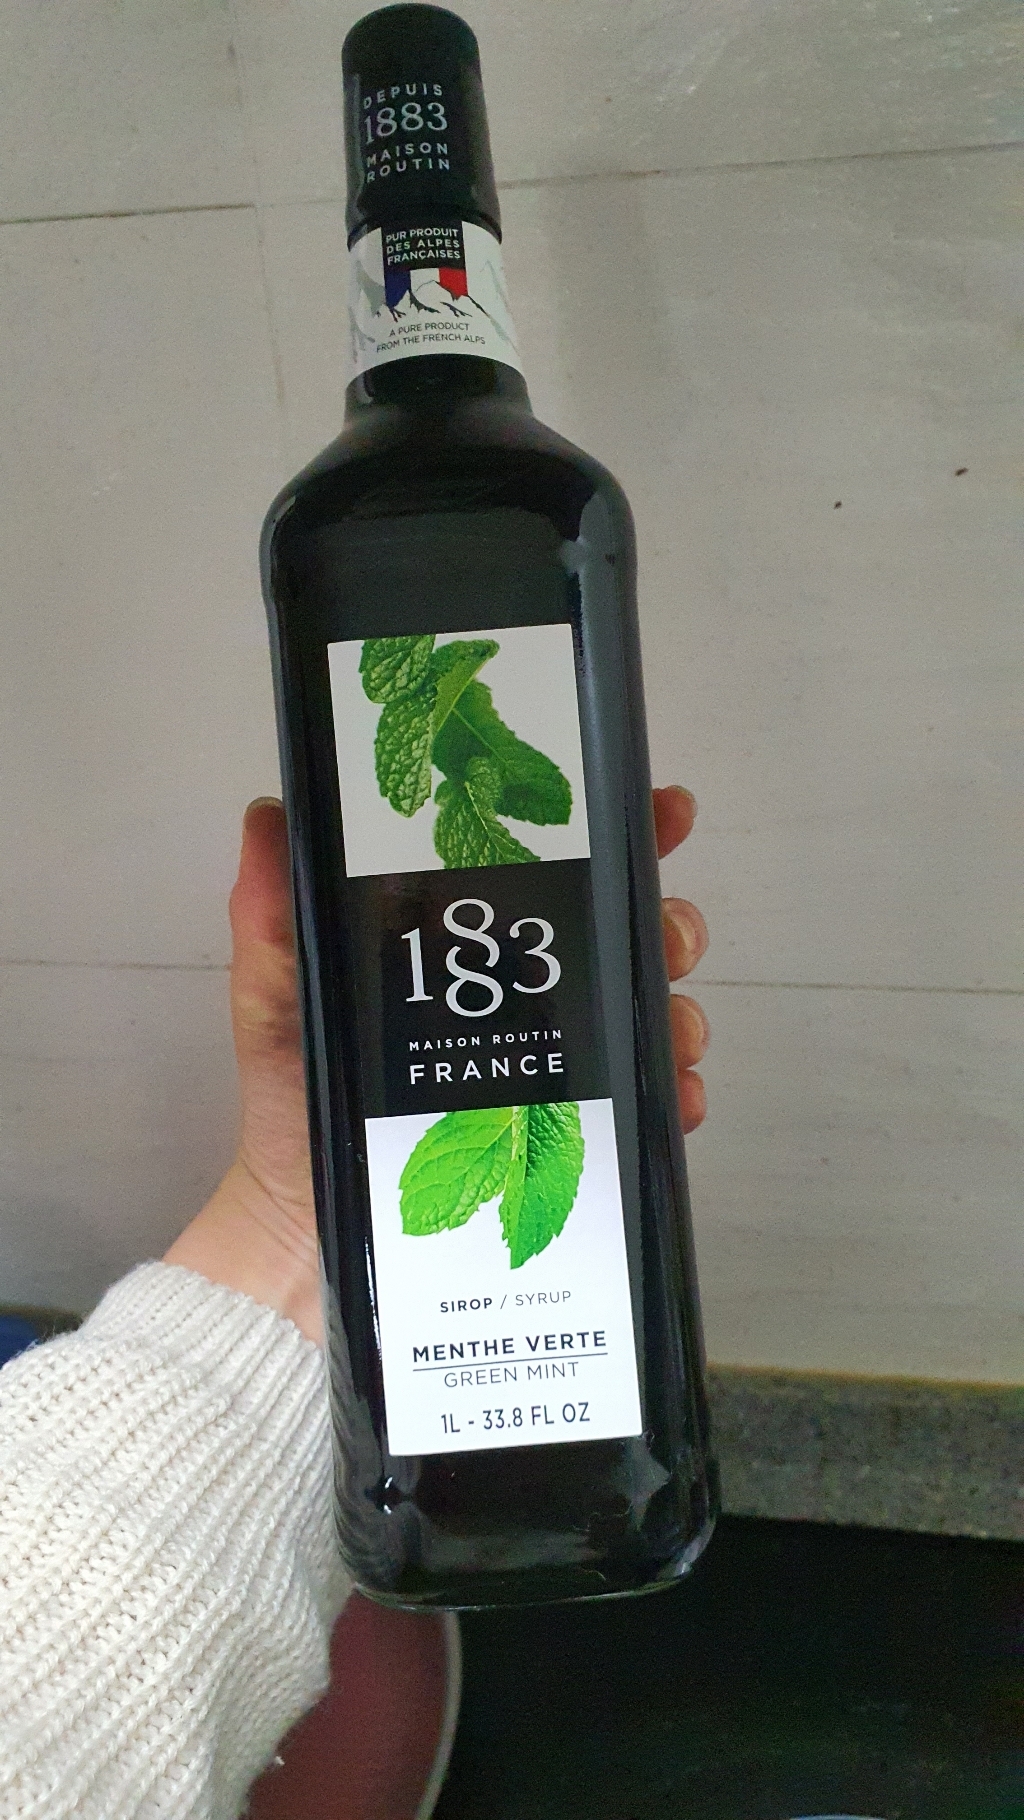 DEPUIS
1883
MAISON
ROUTIN
PUR PRODUIT
DES ALPES
FRANÇAISES
A PURE PRODUCT
FROM THE FRENCH ALPS
1883
MAISON ROUTIN
FRANCE
SIROP / SYRUP
MENTHE VERTE
GREEN MINT
1L - 33.8 FL OZ